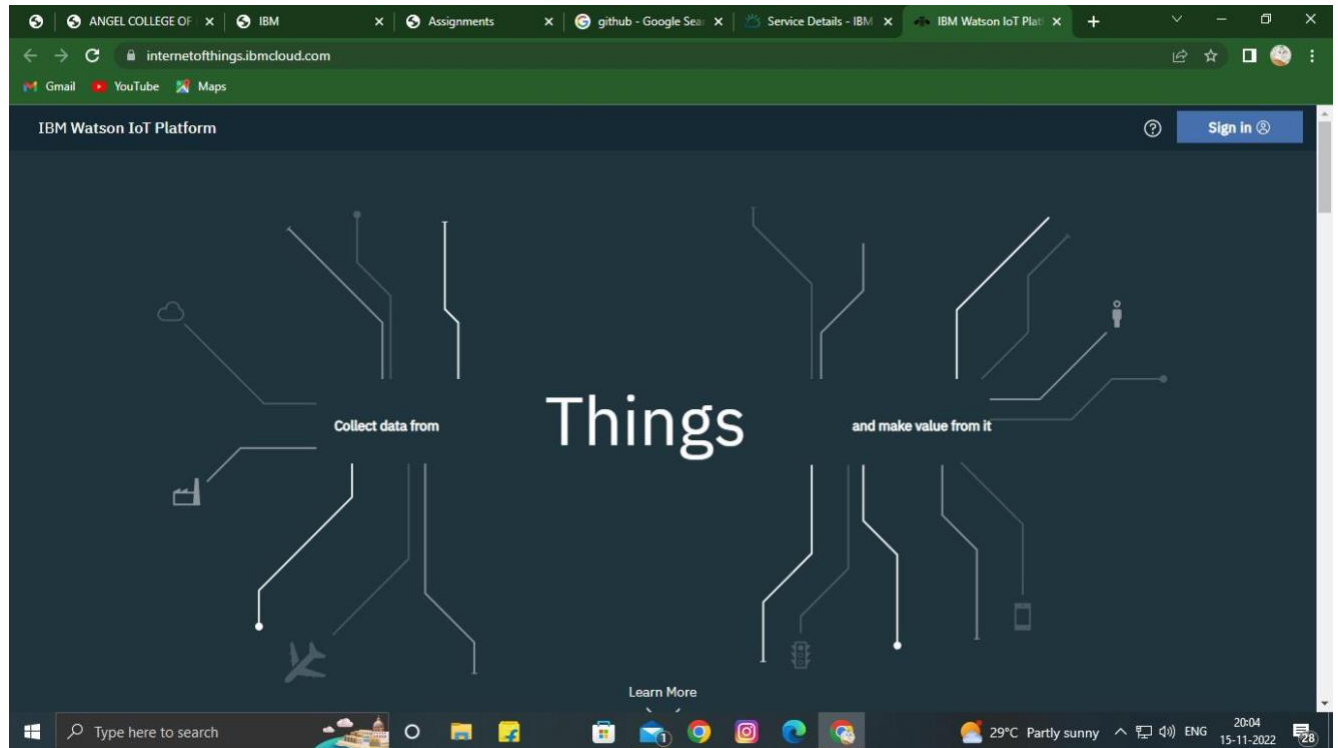 ANGEL COLLEGE OF
IBM
Assignments
github - Google Sear
Service Details - IBM
IBM Watson IoT Plat
internetofthings.ibmcloud.com
Gmail
YouTube
Maps
IBM Watson IoT Platform
Sign in
Collect data from
Things
and make value from it
Learn More
Type here to search
1
29°C Partly sunny
ENG
20:04
15-11-2022
28